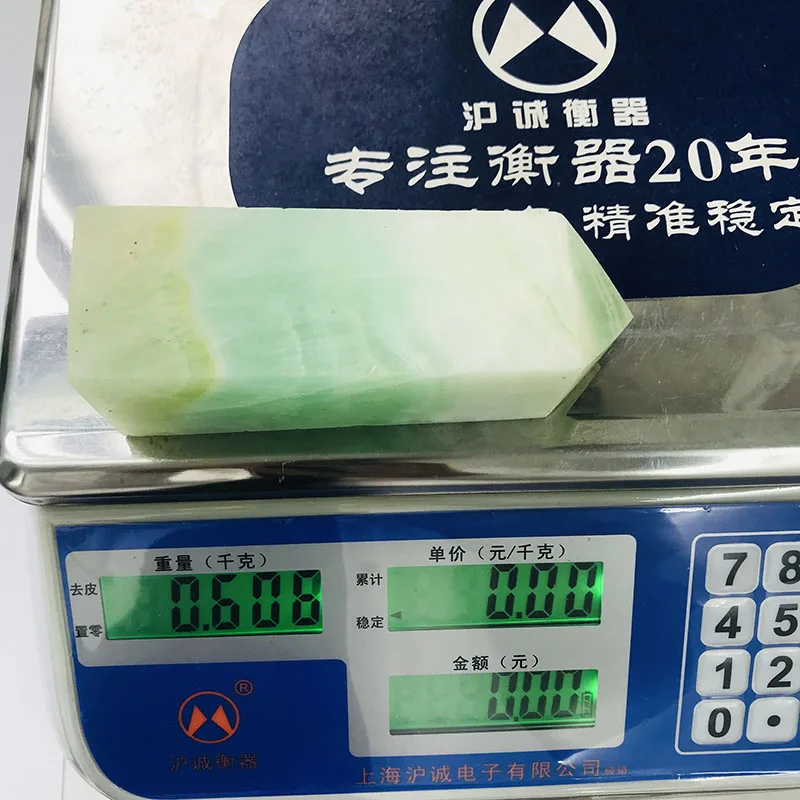 沪诚衡器
专注衡器20年
精准稳定
重量（千克）
单价（元/千克）
去皮
置零
0.608
累计
稳定
0.00
金额（元）
0.00
7 8
4 5
1 2
0 .
®
沪诚衡器
上海沪诚电子有限公司